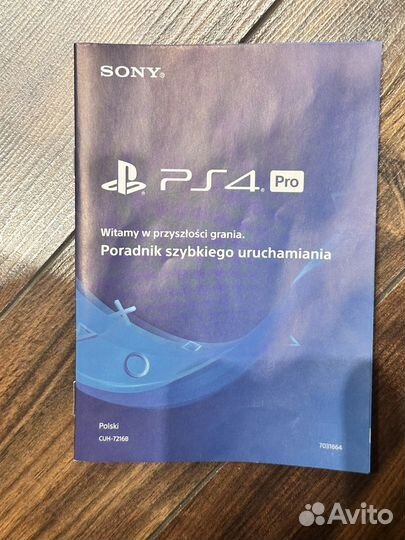 SONY®
PS4® Pro
Witamy w przyszłości grania.
Poradnik szybkiego uruchamiania
Polski
CUH-7216B
7031664
Avito